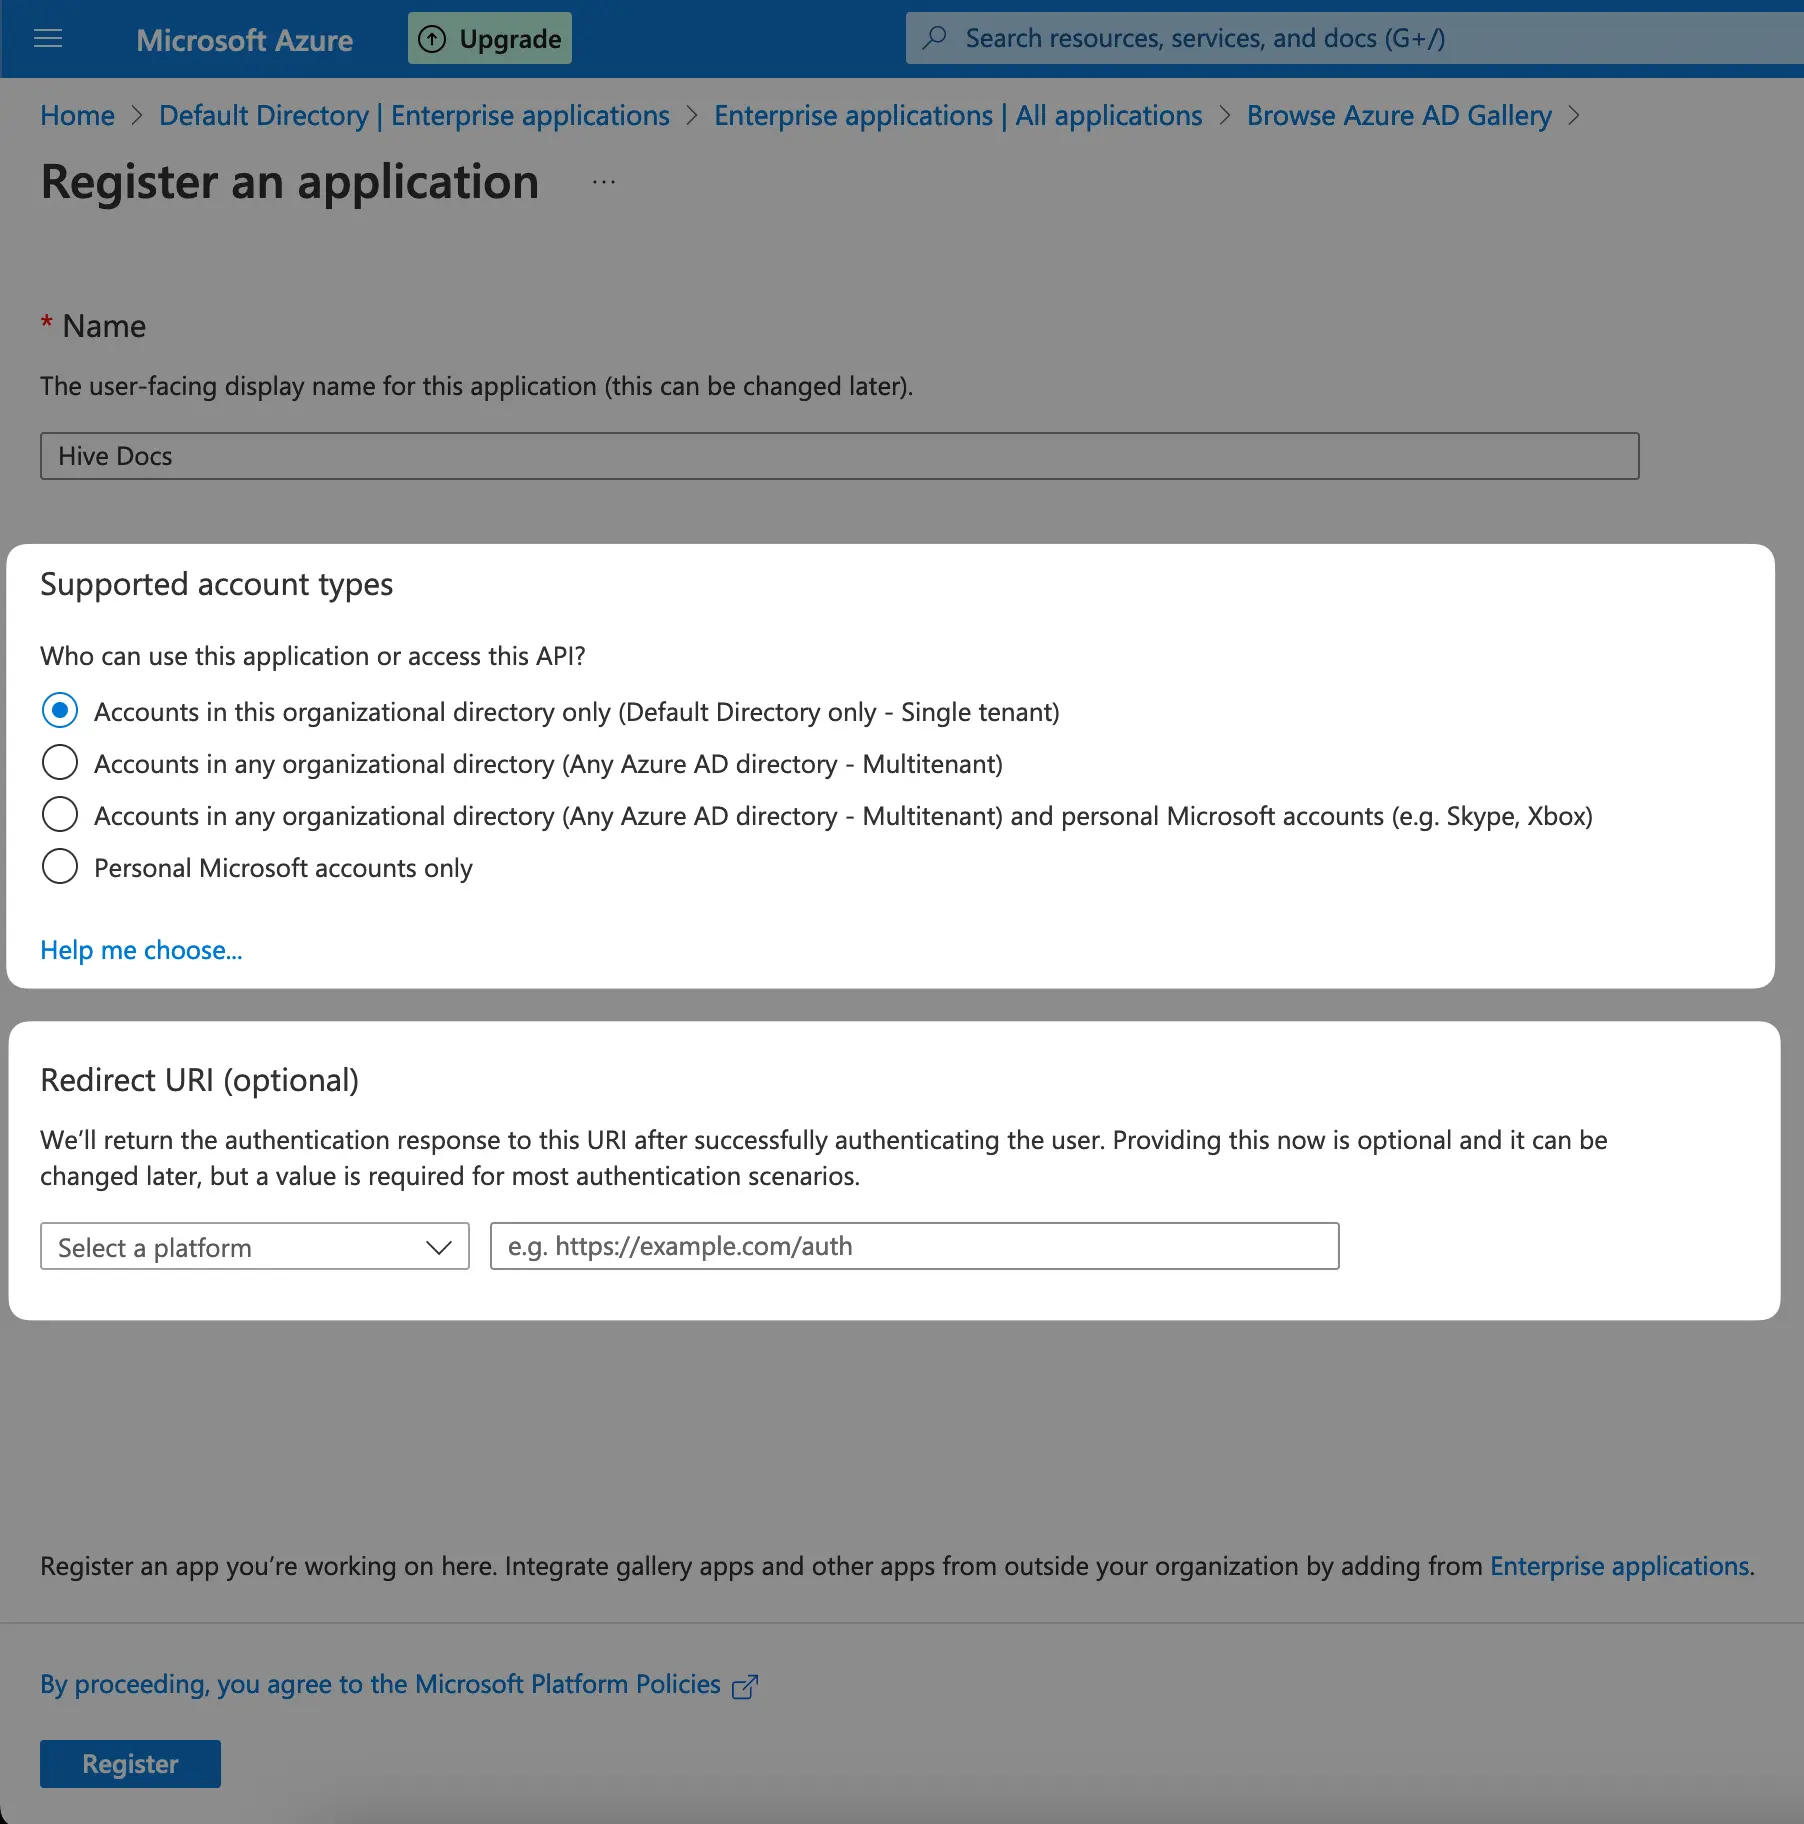 Microsoft Azure Upgrade Search resources, services, and docs (G+/)
Home > Default Directory | Enterprise applications > Enterprise applications | All applications > Browse Azure AD Gallery >
Register an application ...
* Name
The user-facing display name for this application (this can be changed later).
Hive Docs
Supported account types
Who can use this application or access this API?
Accounts in this organizational directory only (Default Directory only - Single tenant)
Accounts in any organizational directory (Any Azure AD directory - Multitenant)
Accounts in any organizational directory (Any Azure AD directory - Multitenant) and personal Microsoft accounts (e.g. Skype, Xbox)
Personal Microsoft accounts only
Help me choose...
Redirect URI (optional)
We’ll return the authentication response to this URI after successfully authenticating the user. Providing this now is optional and it can be
changed later, but a value is required for most authentication scenarios.
Select a platform e.g. https://example.com/auth
Register an app you’re working on here. Integrate gallery apps and other apps from outside your organization by adding from Enterprise applications.
By proceeding, you agree to the Microsoft Platform Policies
Register